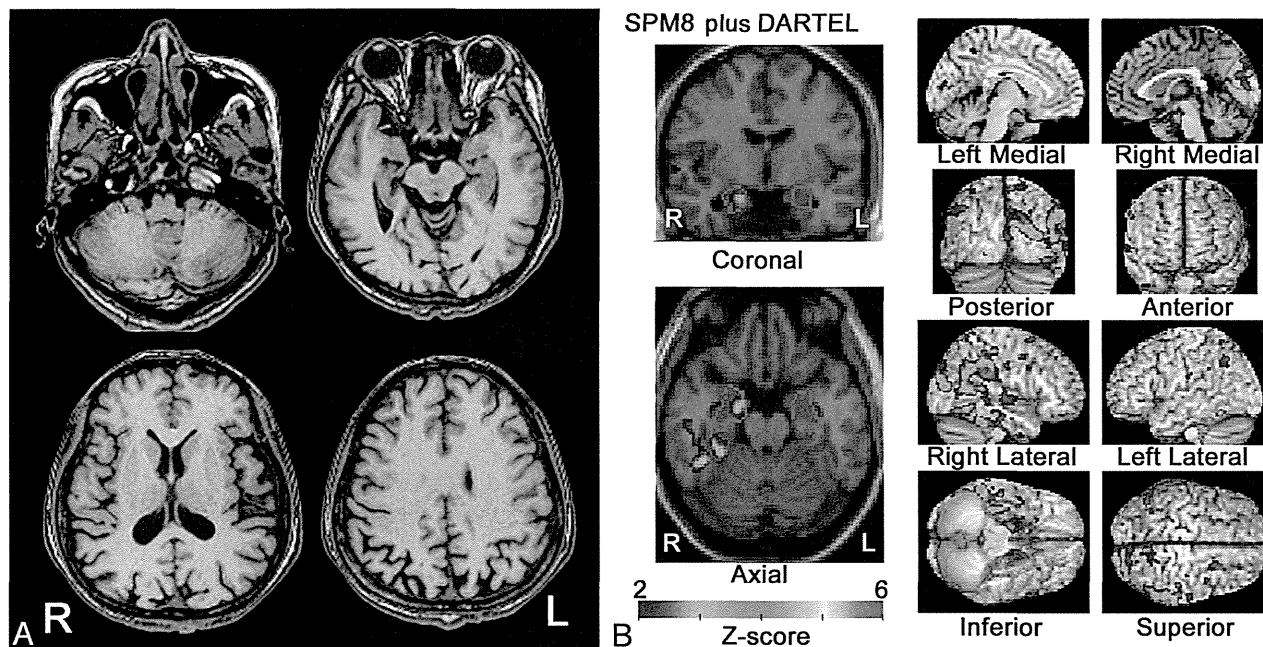 A
R
L
B
SPM8 plus DARTEL
R L
Coronal
R L
Axial
2 6
Z-score
Left Medial Right Medial
Posterior Anterior
Right Lateral Left Lateral
Inferior Superior